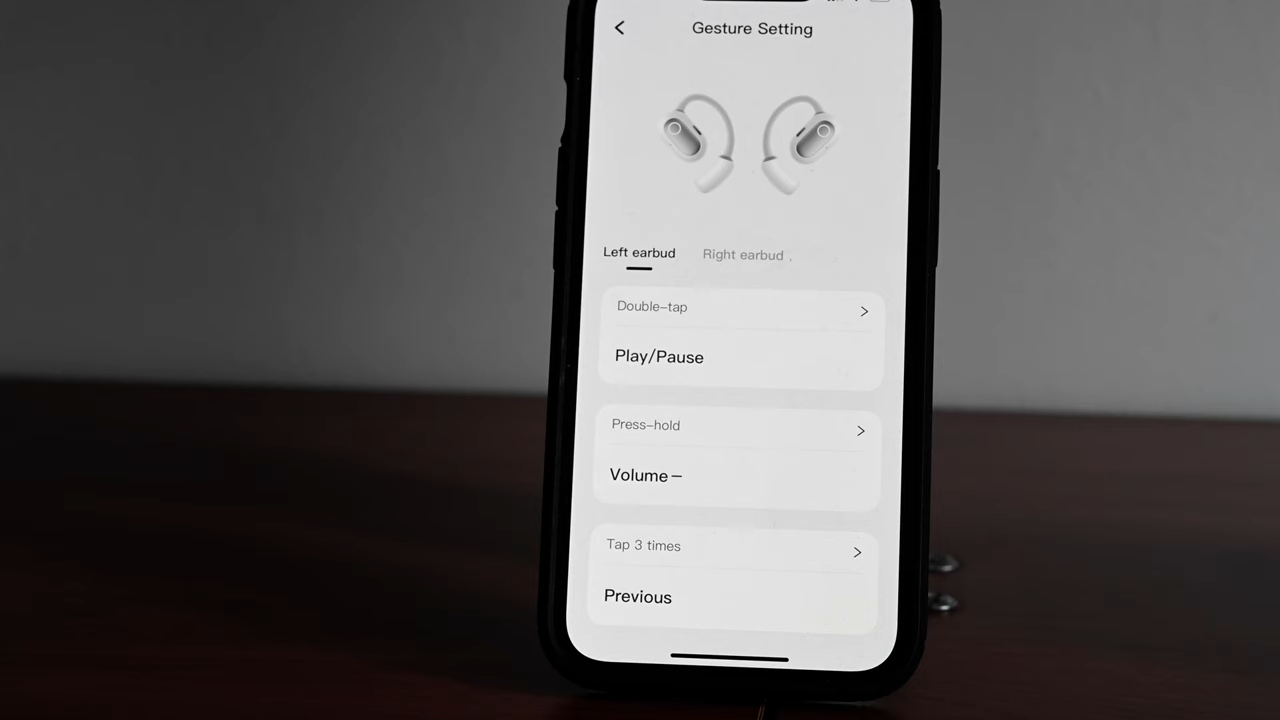 Gesture Setting
Left earbud
Right earbud
Double-tap
Play/Pause
Press-hold
Volume -
Tap 3 times
Previous